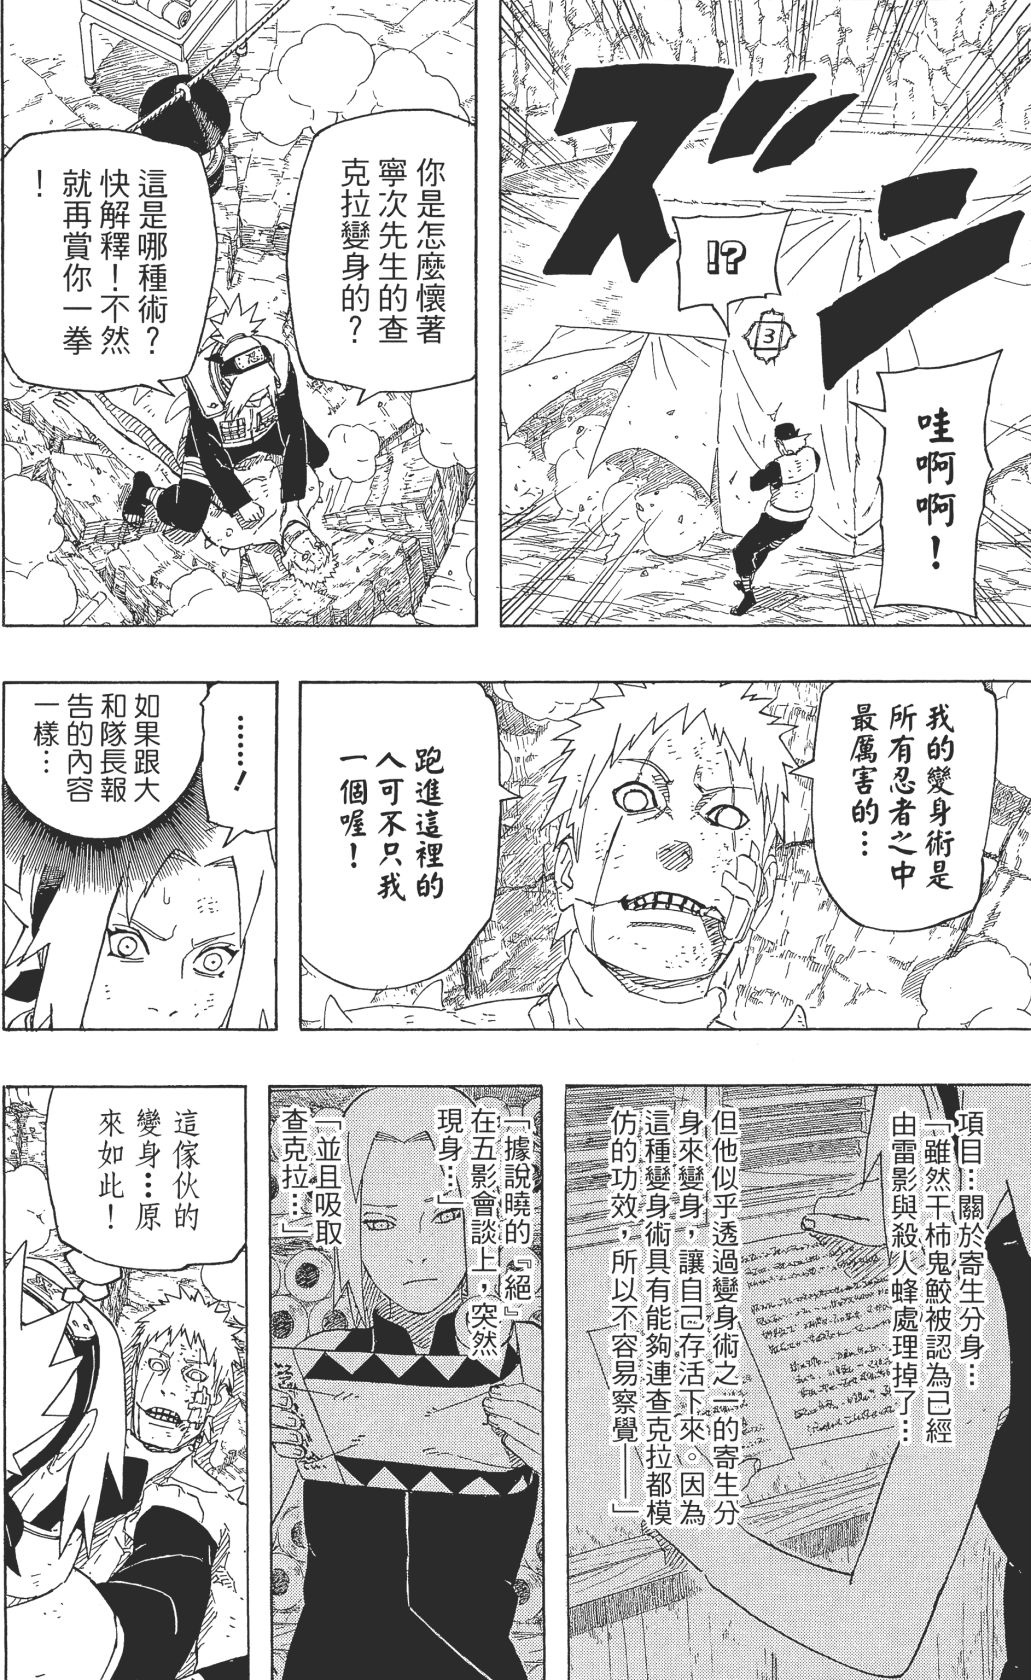 ズンッ
!?
3
哇啊啊！
你是怎麼懷著
寧次先生的查
克拉變身的？
這是哪種術？
快解釋！不然
就再賞你一拳
！
我的變身術是
所有忍者之中
最厲害的…
跑進這裡的
人可不只我
一個喔！
……！
如果跟大
和隊長報
告的內容
一樣…
項目…關於寄生分身…
「雖然干柿鬼鮫被認為已經
由雷影與殺人蜂處理掉了…
但他似乎透過變身術之一的寄生分
身來變身，讓自己存活下來。因為
這種變身術具有能夠連查克拉都模
仿的功效，所以不容易察覺——」
「據說曉的『絕』
在五影會談上，突然
現身…」
「並且吸取
查克拉…」
這傢伙的
變身…原
來如此！